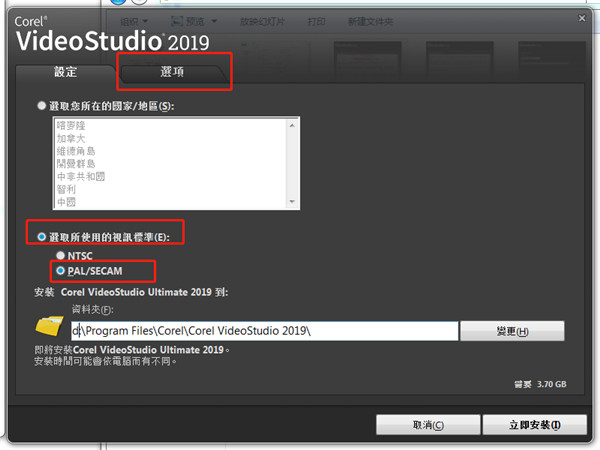 組織 預覽 放映幻灯片 打印 新建文件夹
Corel®
VideoStudio® 2019
設定 選項
選取您所在的國家/地區(S):
喀麥隆
加拿大
維德角島
開曼群島
中非共和國
智利
中國
選取所使用的視訊標準(E):
NTSC
PAL/SECAM
安裝 Corel VideoStudio Ultimate 2019 到:
資料夾(F):
d:\Program Files\Corel\Corel VideoStudio 2019\
變更(H)
即將安裝Corel VideoStudio Ultimate 2019。
安裝時間可能會依電腦而有不同。
需要 3.70 GB
取消(C) 立即安裝(I)